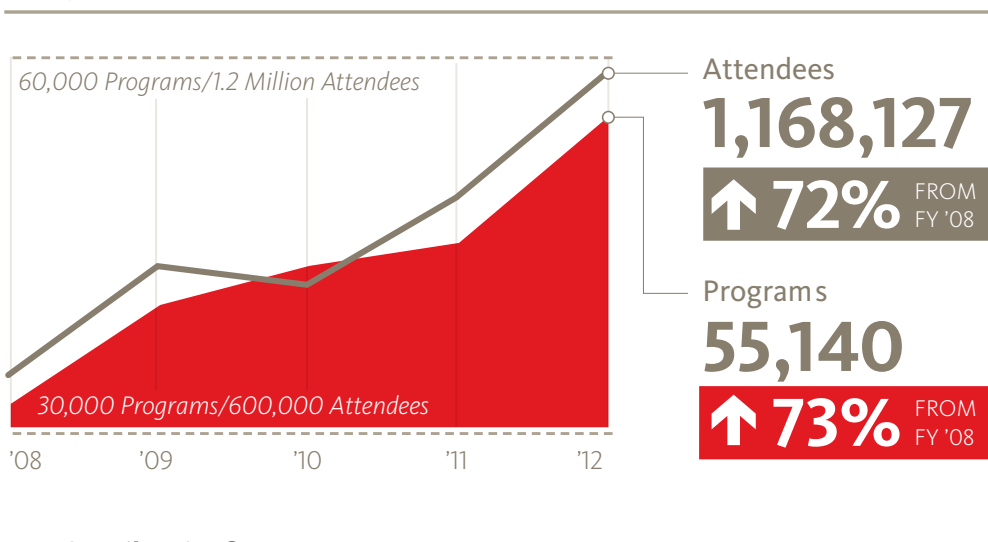 60,000 Programs/1.2 Million Attendees
30,000 Programs/600,000 Attendees
'08 '09 '10 '11 '12
Attendees
1,168,127
72% FROM FY '08
Programs
55,140
73% FROM FY '08